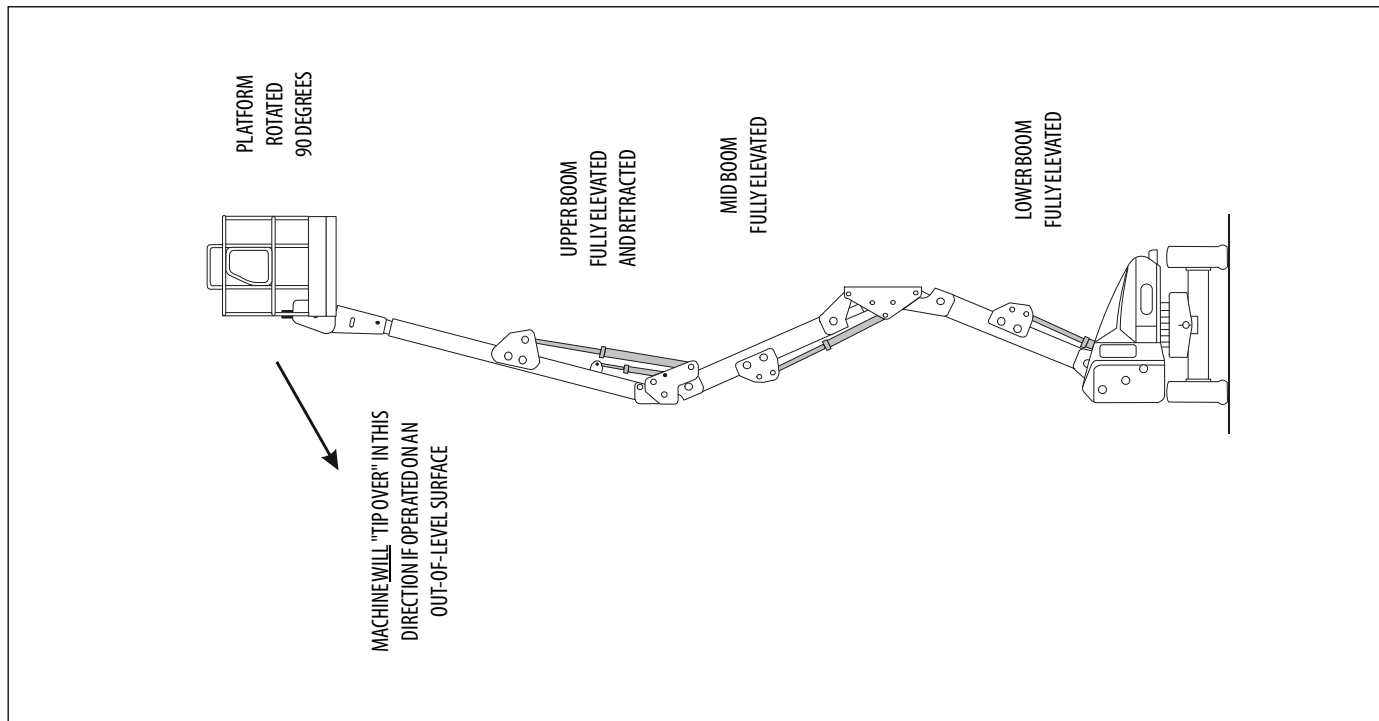 PLATFORM
ROTATED
90 DEGREES
UPPER BOOM
FULLY ELEVATED
AND RETRACTED
MID BOOM
FULLY ELEVATED
LOWER BOOM
FULLY ELEVATED
MACHINE WILL "TIP OVER" IN THIS
DIRECTION IF OPERATED ON AN
OUT-OF-LEVEL SURFACE